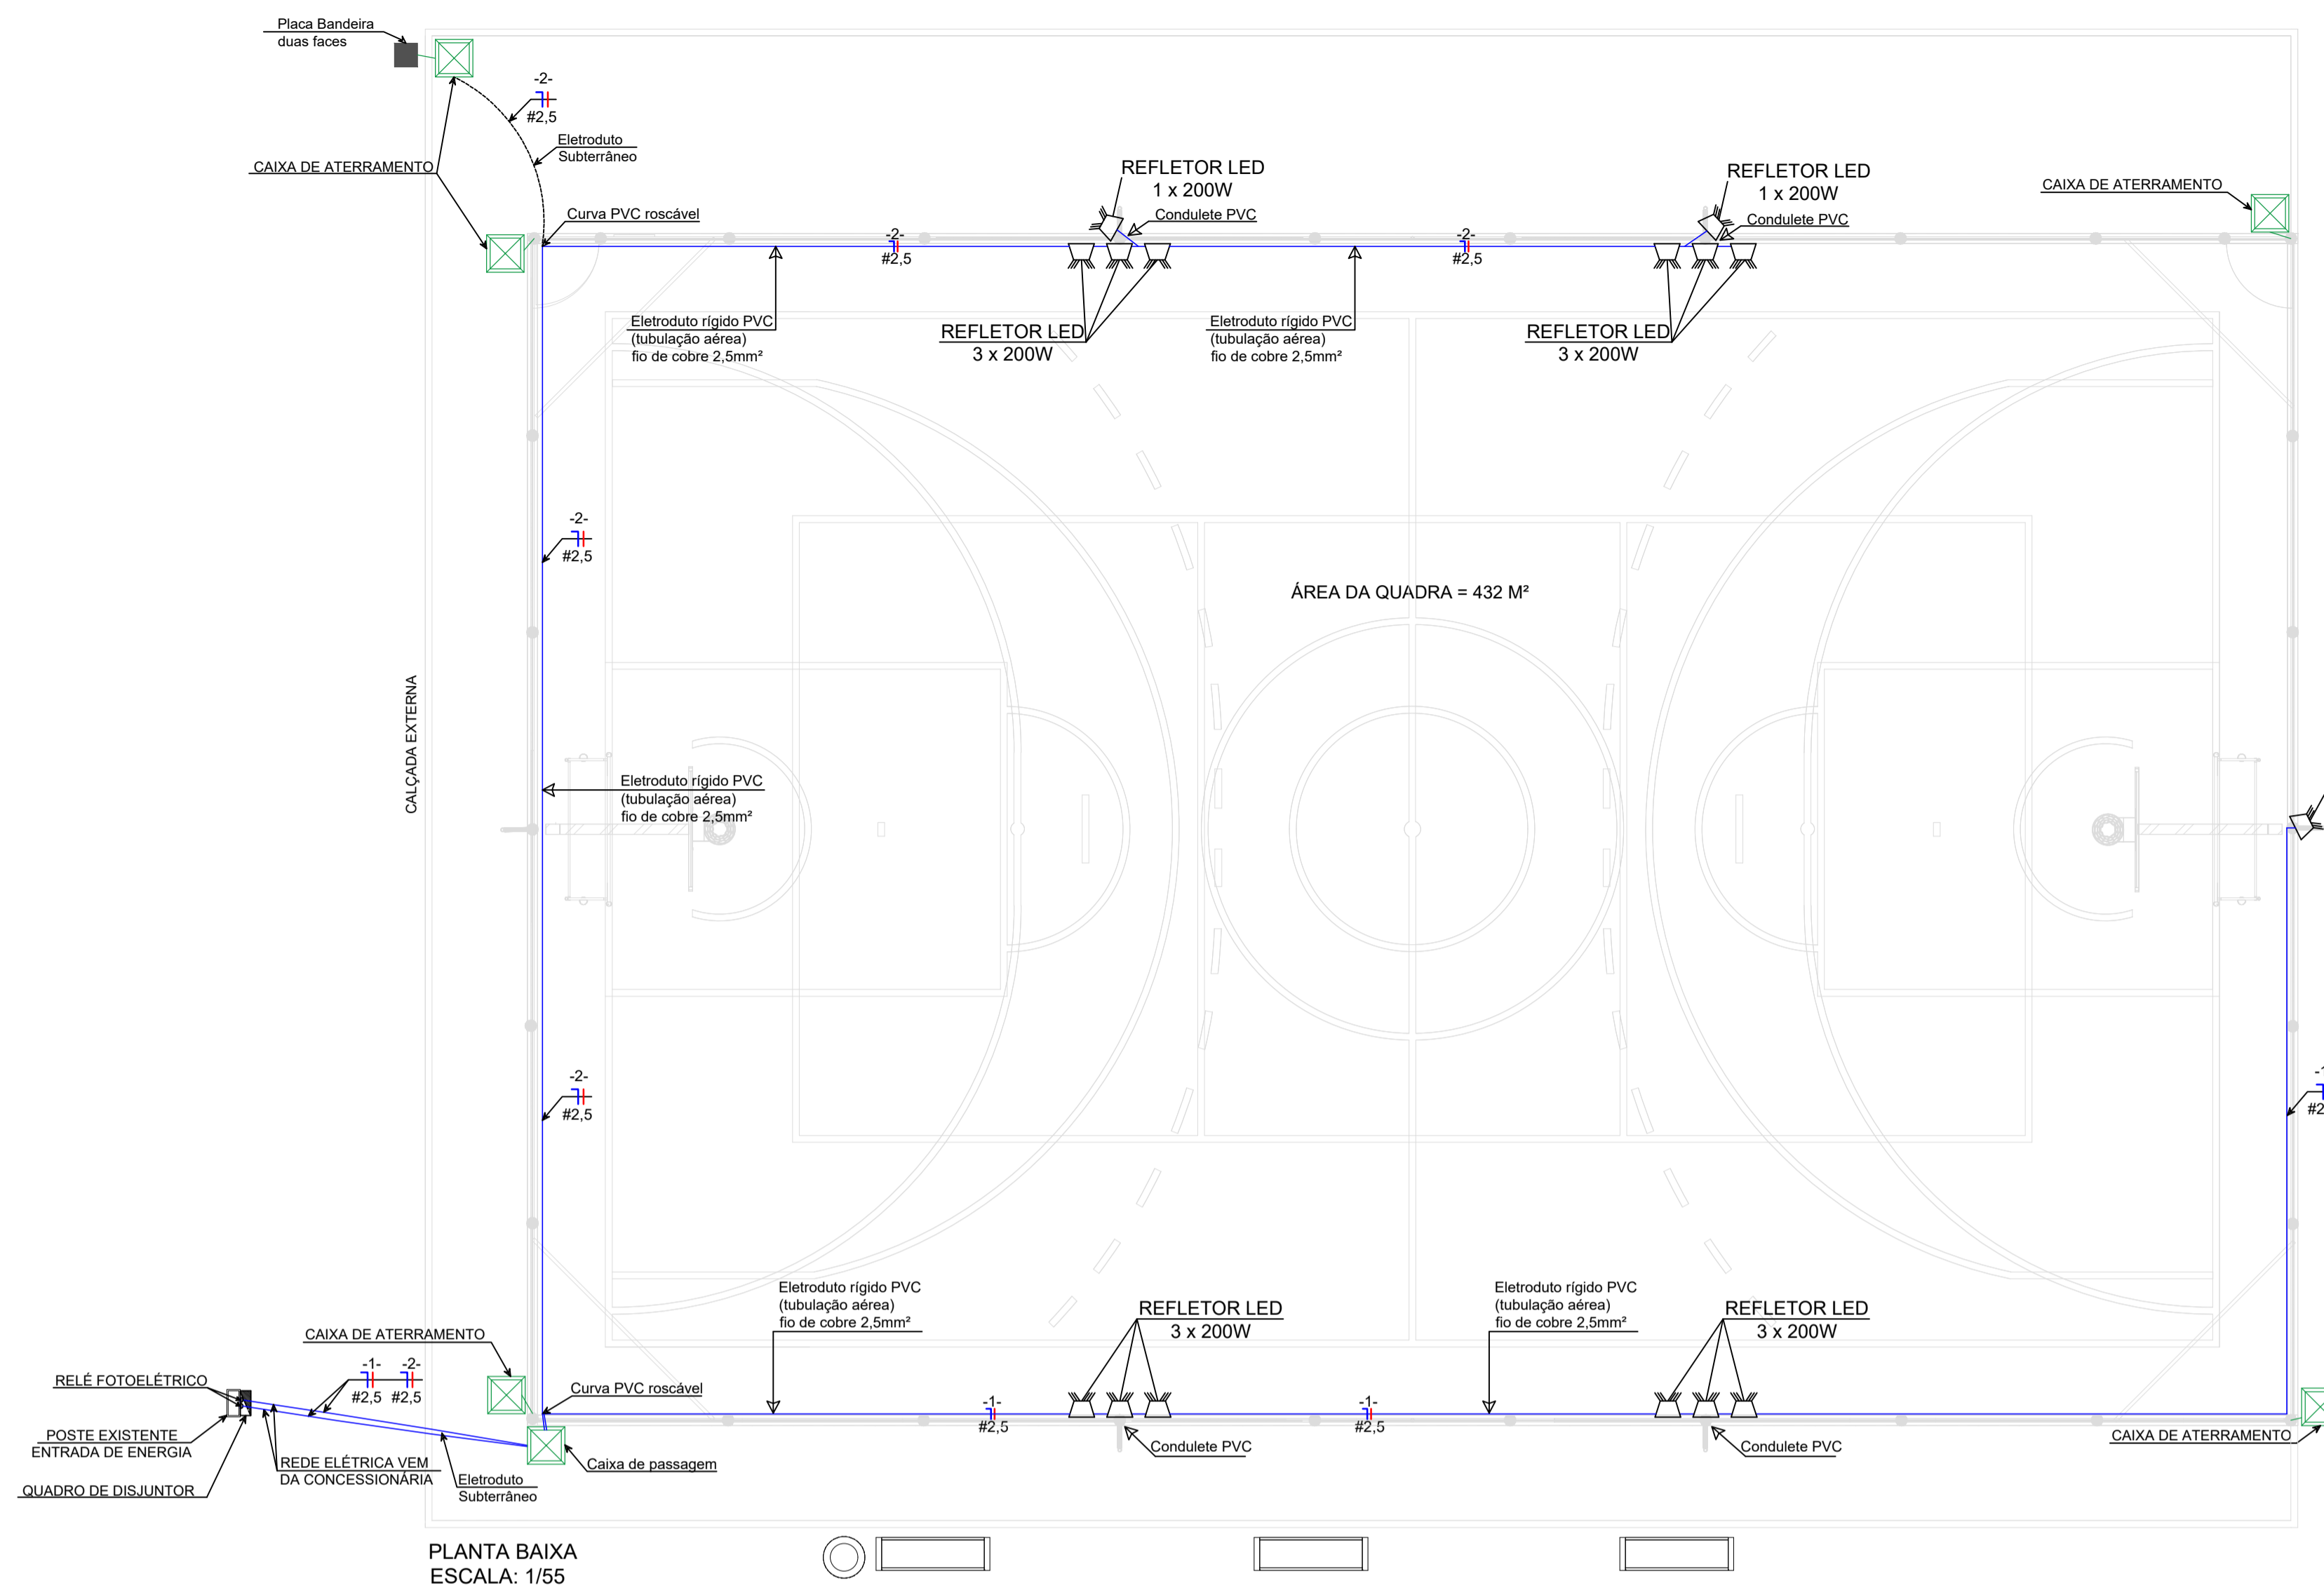 Placa Bandeira
duas faces
-2-
#2,5
Eletroduto
Subterrâneo
CAIXA DE ATERRAMENTO
REFLETOR LED
1 x 200W
REFLETOR LED
1 x 200W
CAIXA DE ATERRAMENTO
Curva PVC roscável
Condulete PVC
Condulete PVC
-2-
#2,5
-2-
#2,5
Eletroduto rígido PVC
(tubulação aérea)
fio de cobre 2,5mm²
REFLETOR LED
3 x 200W
Eletroduto rígido PVC
(tubulação aérea)
fio de cobre 2,5mm²
REFLETOR LED
3 x 200W
-2-
#2,5
ÁREA DA QUADRA = 432 M²
CALÇADA EXTERNA
Eletroduto rígido PVC
(tubulação aérea)
fio de cobre 2,5mm²
-2-
#2,5
Eletroduto rígido PVC
(tubulação aérea)
fio de cobre 2,5mm²
REFLETOR LED
3 x 200W
Eletroduto rígido PVC
(tubulação aérea)
fio de cobre 2,5mm²
REFLETOR LED
3 x 200W
CAIXA DE ATERRAMENTO
RELÉ FOTOELÉTRICO
-1-
#2,5
-2-
#2,5
Curva PVC roscável
-1-
#2,5
-1-
#2,5
POSTE EXISTENTE
ENTRADA DE ENERGIA
REDE ELÉTRICA VEM
DA CONCESSIONÁRIA
QUADRO DE DISJUNTOR
Eletroduto
Subterrâneo
Caixa de passagem
Condulete PVC
Condulete PVC
CAIXA DE ATERRAMENTO
PLANTA BAIXA
ESCALA: 1/55